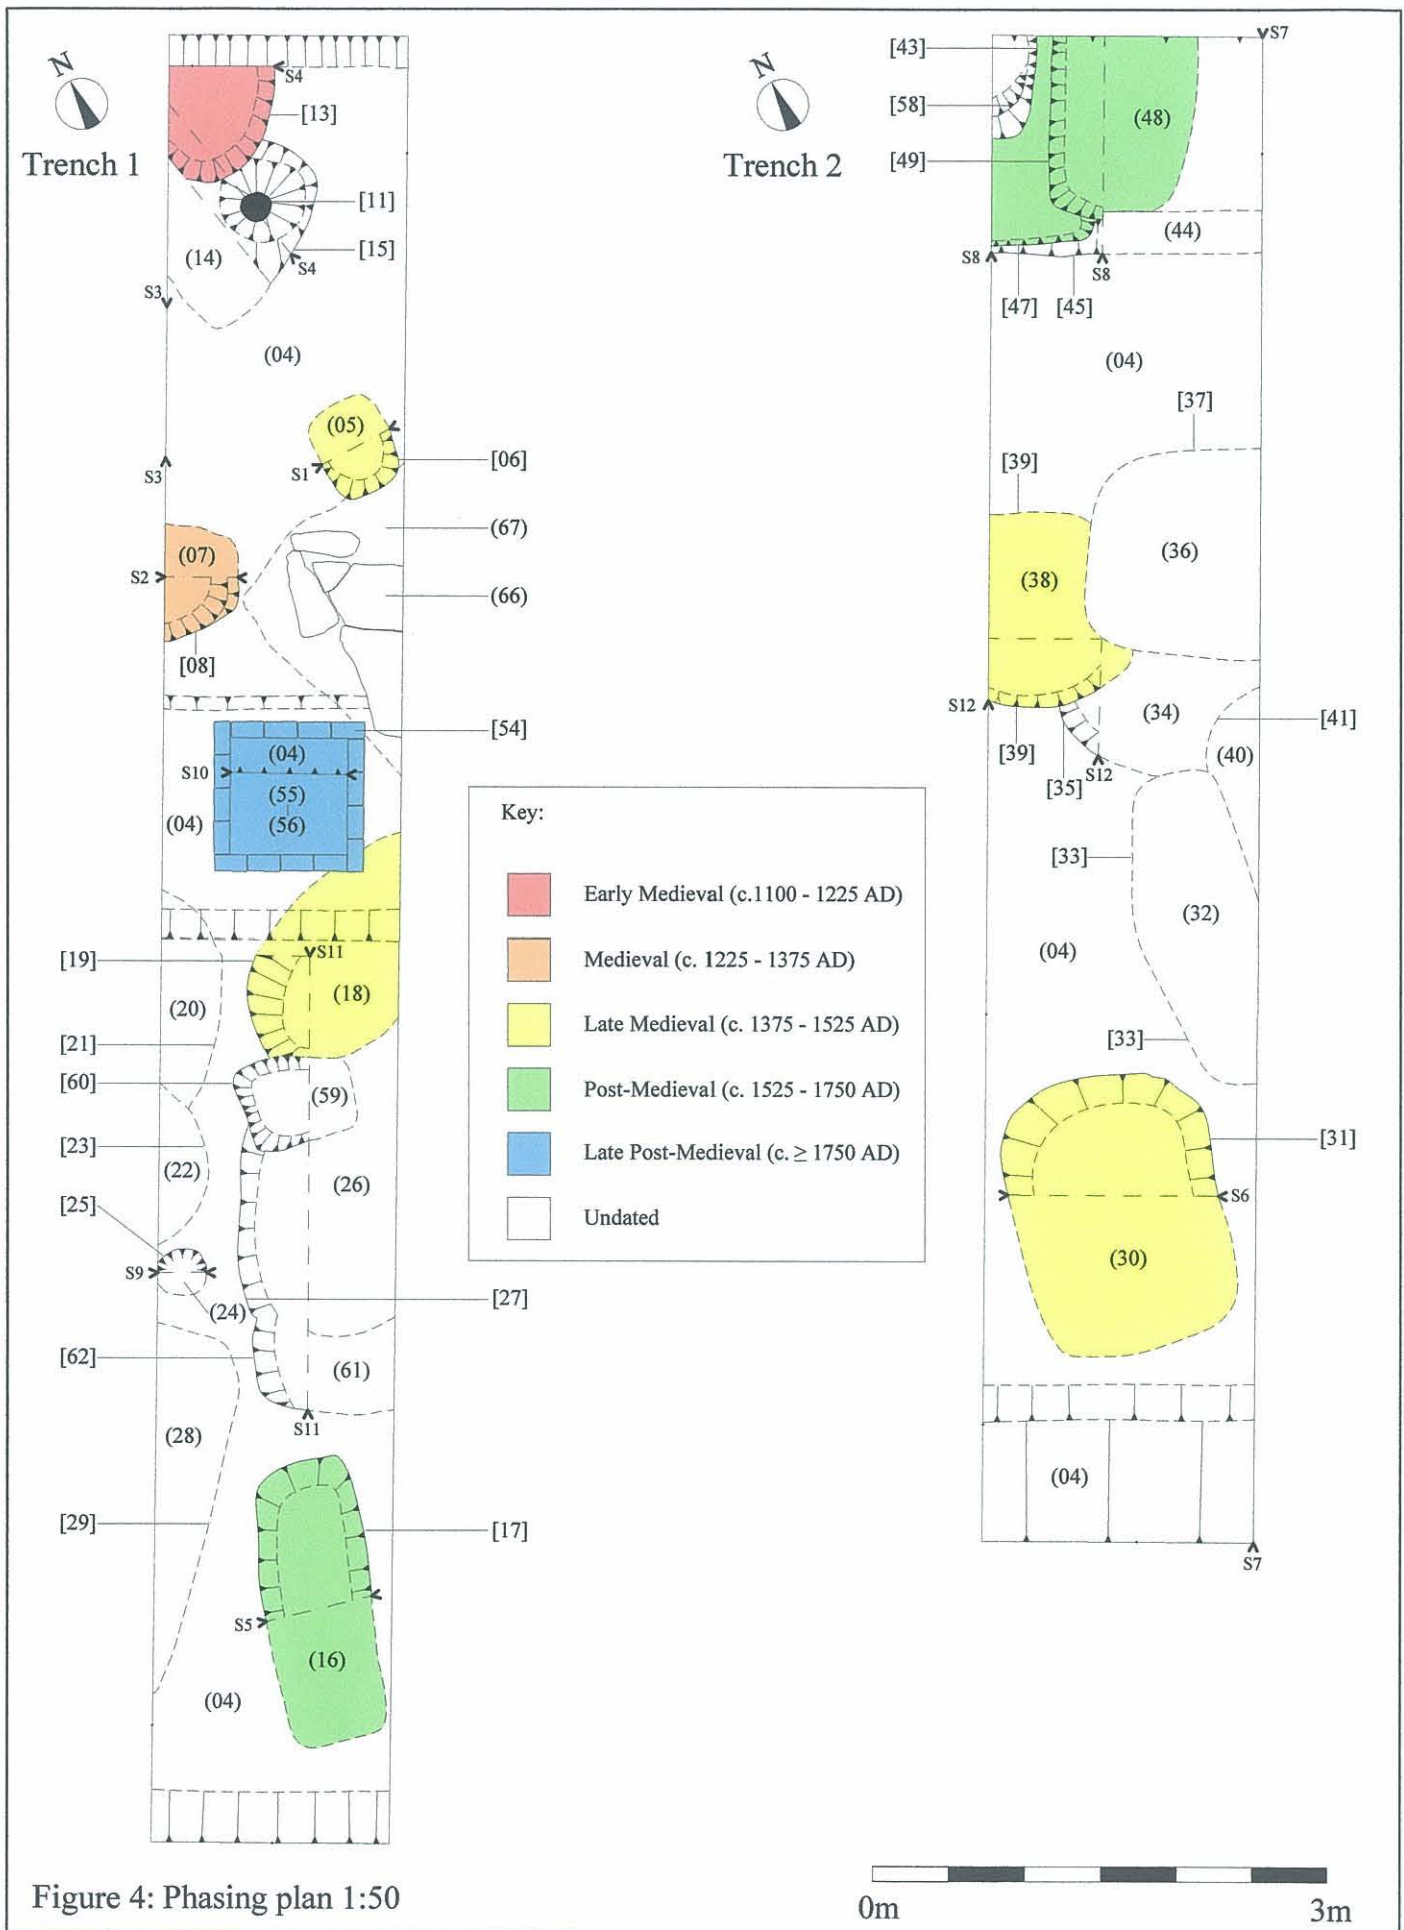 N
Trench 1
S4
[13]
[11]
[15]
(14)
S4
S3
(04)
(05)
S1
[06]
S3
(67)
(07)
S2
(66)
[08]
[54]
(04)
S10
(55)
(04)
(56)
[19]
S11
(18)
(20)
[21]
[60]
(59)
[23]
(22)
(26)
[25]
S9
(24)
[27]
[62]
(61)
S11
(28)
[29]
[17]
S5
(16)
(04)
N
Trench 2
[43]
S7
[58]
(48)
[49]
(44)
S8
S8
[47] [45]
(04)
[37]
[39]
(36)
(38)
S12
(34)
[41]
[39]
(40)
S12
[35]
[33]
(32)
(04)
[33]
[31]
S6
(30)
(04)
S7
Key:
Early Medieval (c.1100 - 1225 AD)
Medieval (c. 1225 - 1375 AD)
Late Medieval (c. 1375 - 1525 AD)
Post-Medieval (c. 1525 - 1750 AD)
Late Post-Medieval (c. ≥ 1750 AD)
Undated
Figure 4: Phasing plan 1:50
0m
3m